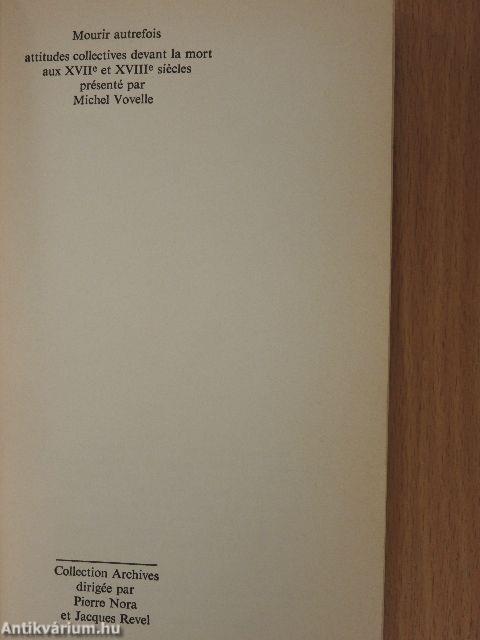 Mourir autrefois
attitudes collectives devant la mort
aux XVIIe et XVIIIe siècles
présenté par
Michel Vovelle
Collection Archives
dirigée par
Pierre Nora
et Jacques Revel
Antikvárium.hu